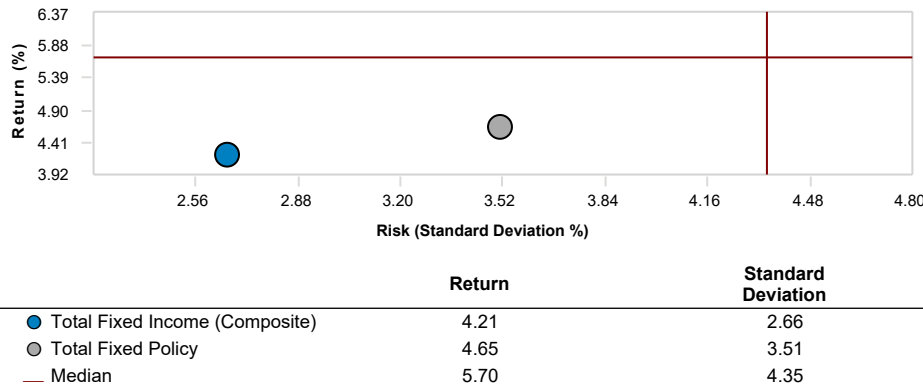 6.37
5.88
5.39
4.90
4.41
3.92
Return (%)
2.56 2.88 3.20 3.52 3.84 4.16 4.48 4.80
Risk (Standard Deviation %)
Return Standard Deviation
Total Fixed Income (Composite) 4.21 2.66
Total Fixed Policy 4.65 3.51
Median 5.70 4.35